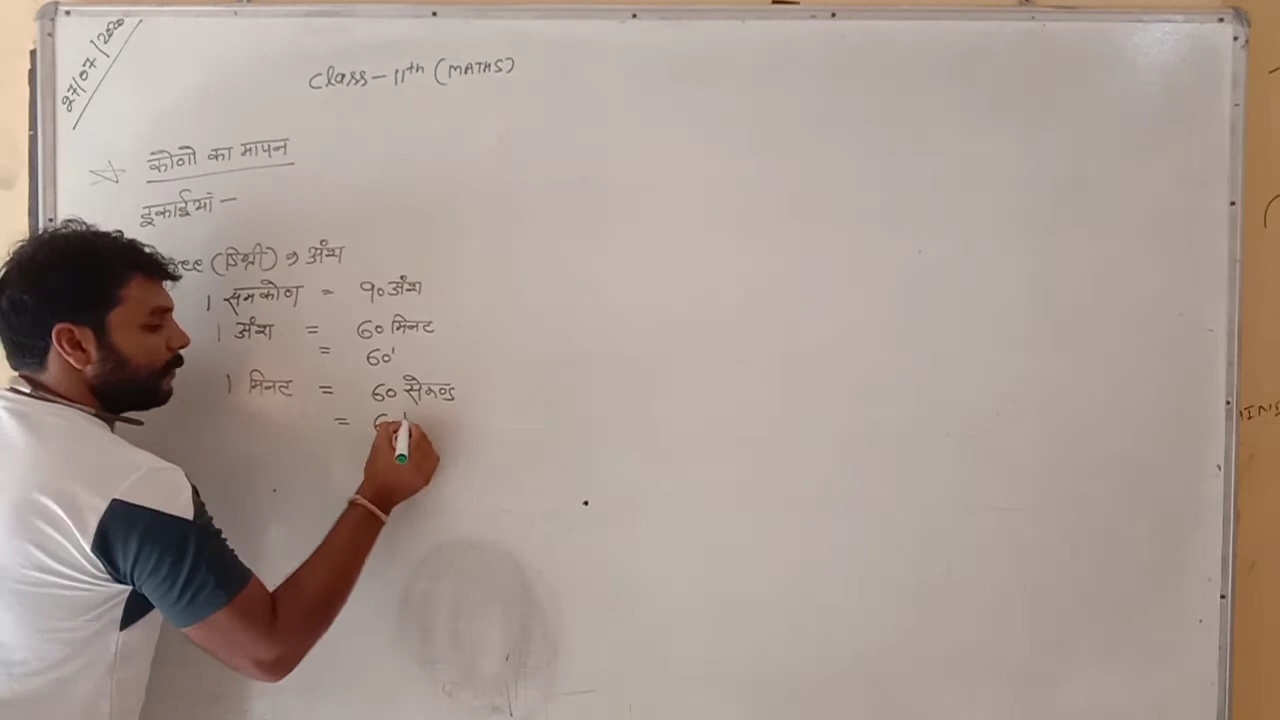 27/07/2020
Class - 11th (MATHS)
कोणो का मापन
इकाईयां -
(डिग्री), अंश
1 समकोण = 90 अंश
1 अंश = 60 मिनट
= 60'
1 मिनट = 60 सेकण्ड
=